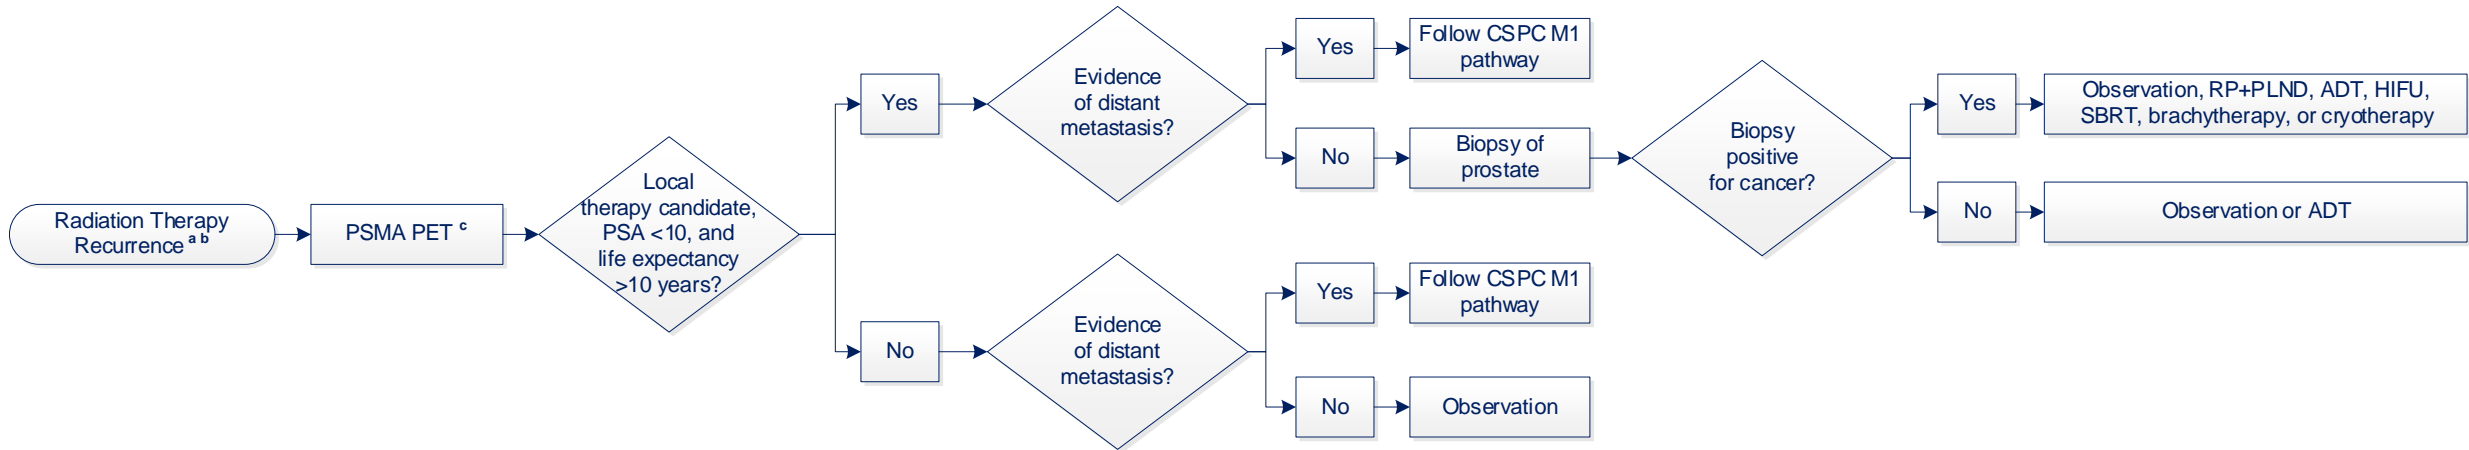 Radiation Therapy
Recurrence a b
PSMA PET c
Local
therapy candidate,
PSA <10, and
life expectancy
>10 years?
Yes
Evidence
of distant
metastasis?
Yes
Follow CSPC M1
pathway
No
Biopsy of
prostate
Biopsy
positive
for cancer?
Yes
Observation, RP+PLND, ADT, HIFU,
SBRT, brachytherapy, or cryotherapy
No
Observation or ADT
No
Evidence
of distant
metastasis?
Yes
Follow CSPC M1
pathway
No
Observation